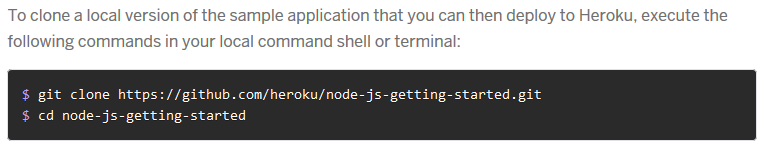 To clone a local version of the sample application that you can then deploy to Heroku, execute the
following commands in your local command shell or terminal:
$ git clone https://github.com/heroku/node-js-getting-started.git
$ cd node-js-getting-started